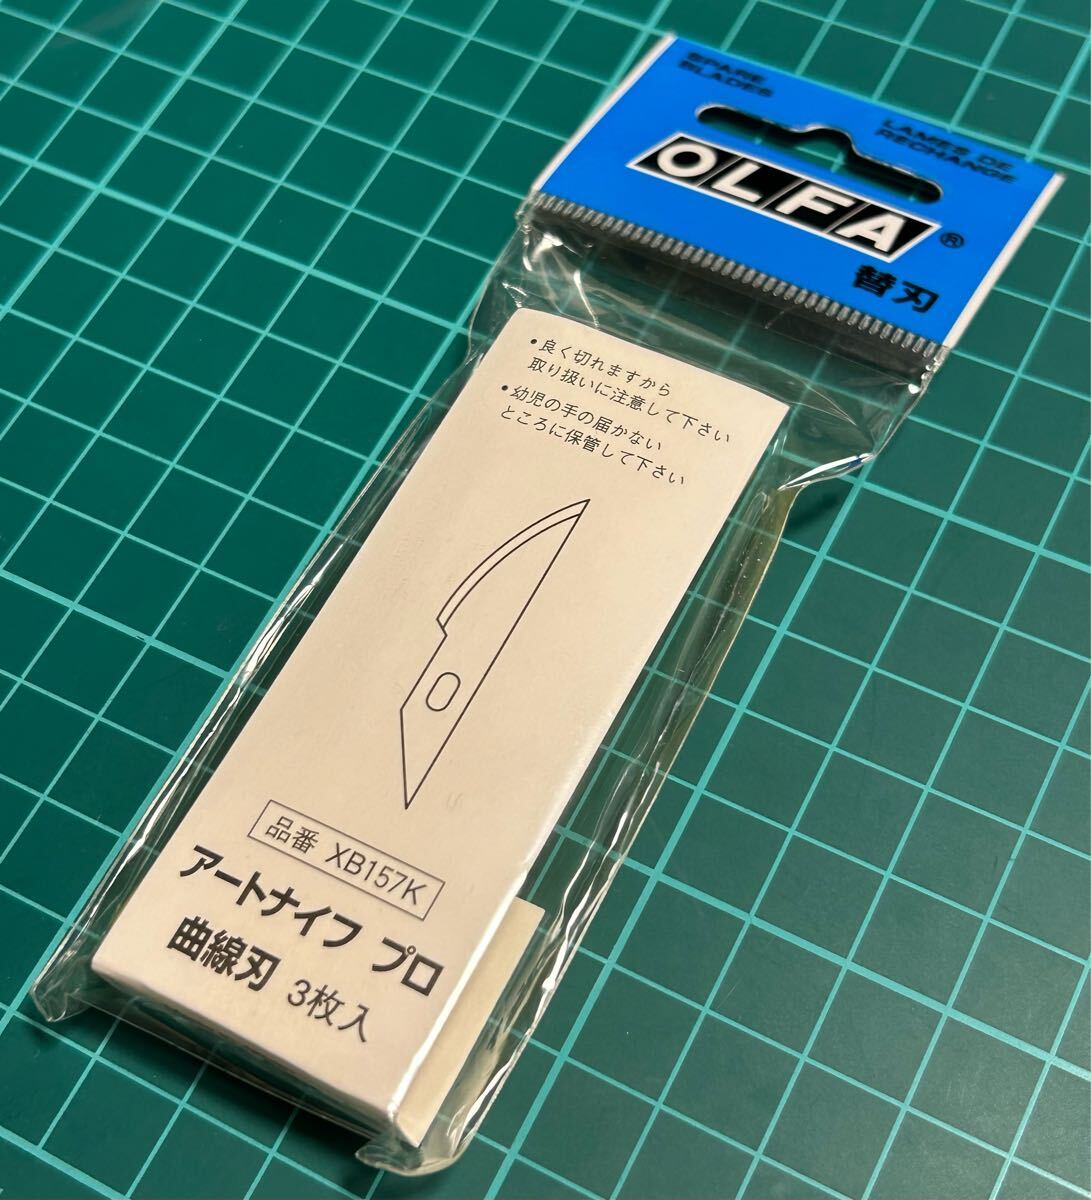 SPARE
BLADES
LAMES DE
RECHANGE
OLFA®
替刃
•良く切れますから
取り扱いに注意して下さい
•幼児の手の届かない
ところに保管して下さい
品番 XB157K
アートナイフ プロ
曲線刃 3枚入